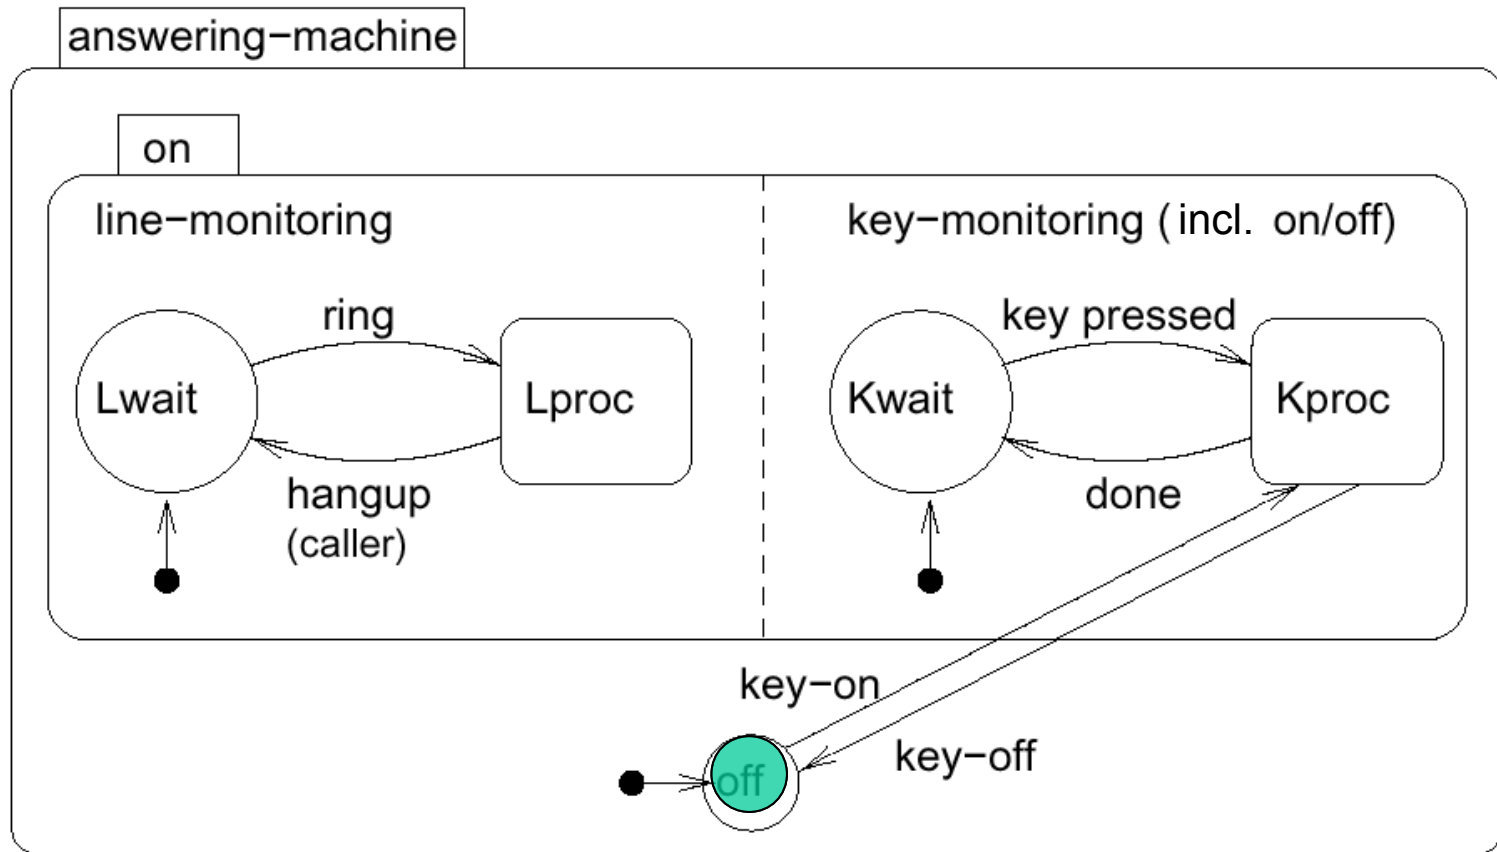 answering−machine
on
line−monitoring
key−monitoring (incl. on/off)
ring
key pressed
Lwait
Lproc
Kwait
Kproc
hangup
(caller)
done
key−on
key−off
off